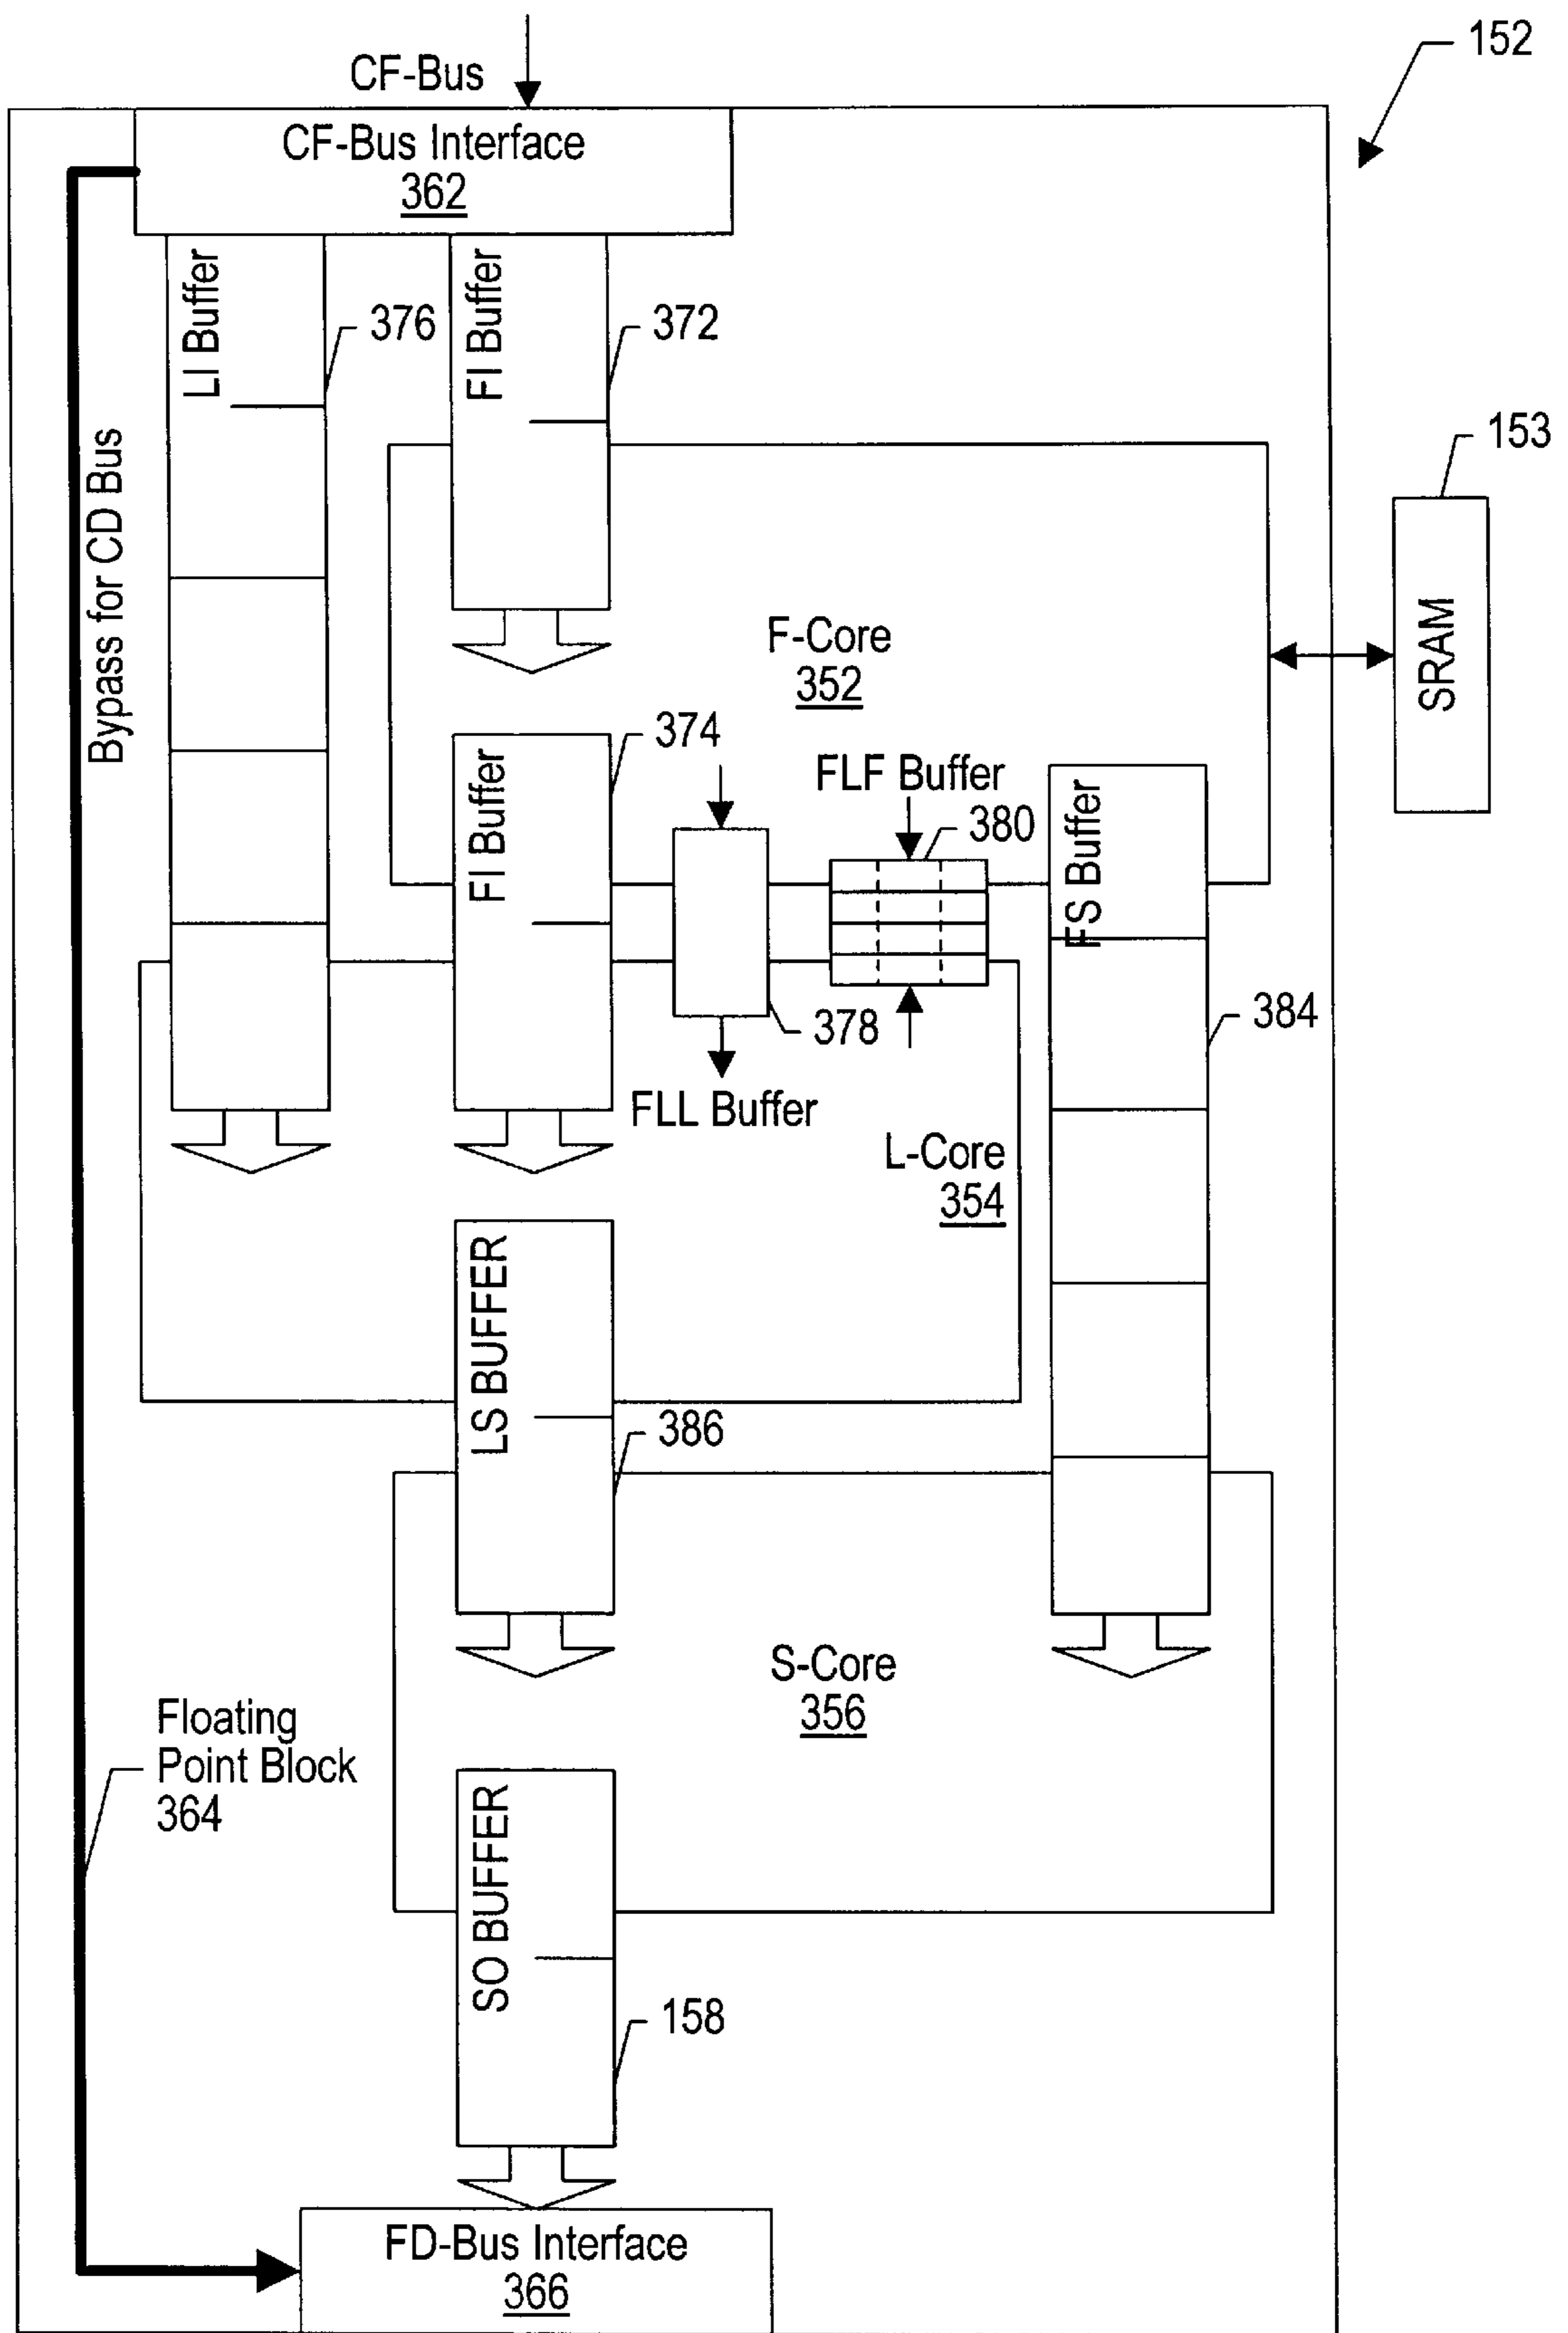 152
CF-Bus
CF-Bus Interface
362
LI Buffer
376
FI Buffer
372
Bypass for CD Bus
153
SRAM
F-Core
352
FI Buffer
374
FLF Buffer
380
FS Buffer
378
FLL Buffer
384
L-Core
354
LS BUFFER
386
S-Core
356
Floating
Point Block
364
SO BUFFER
158
FD-Bus Interface
366